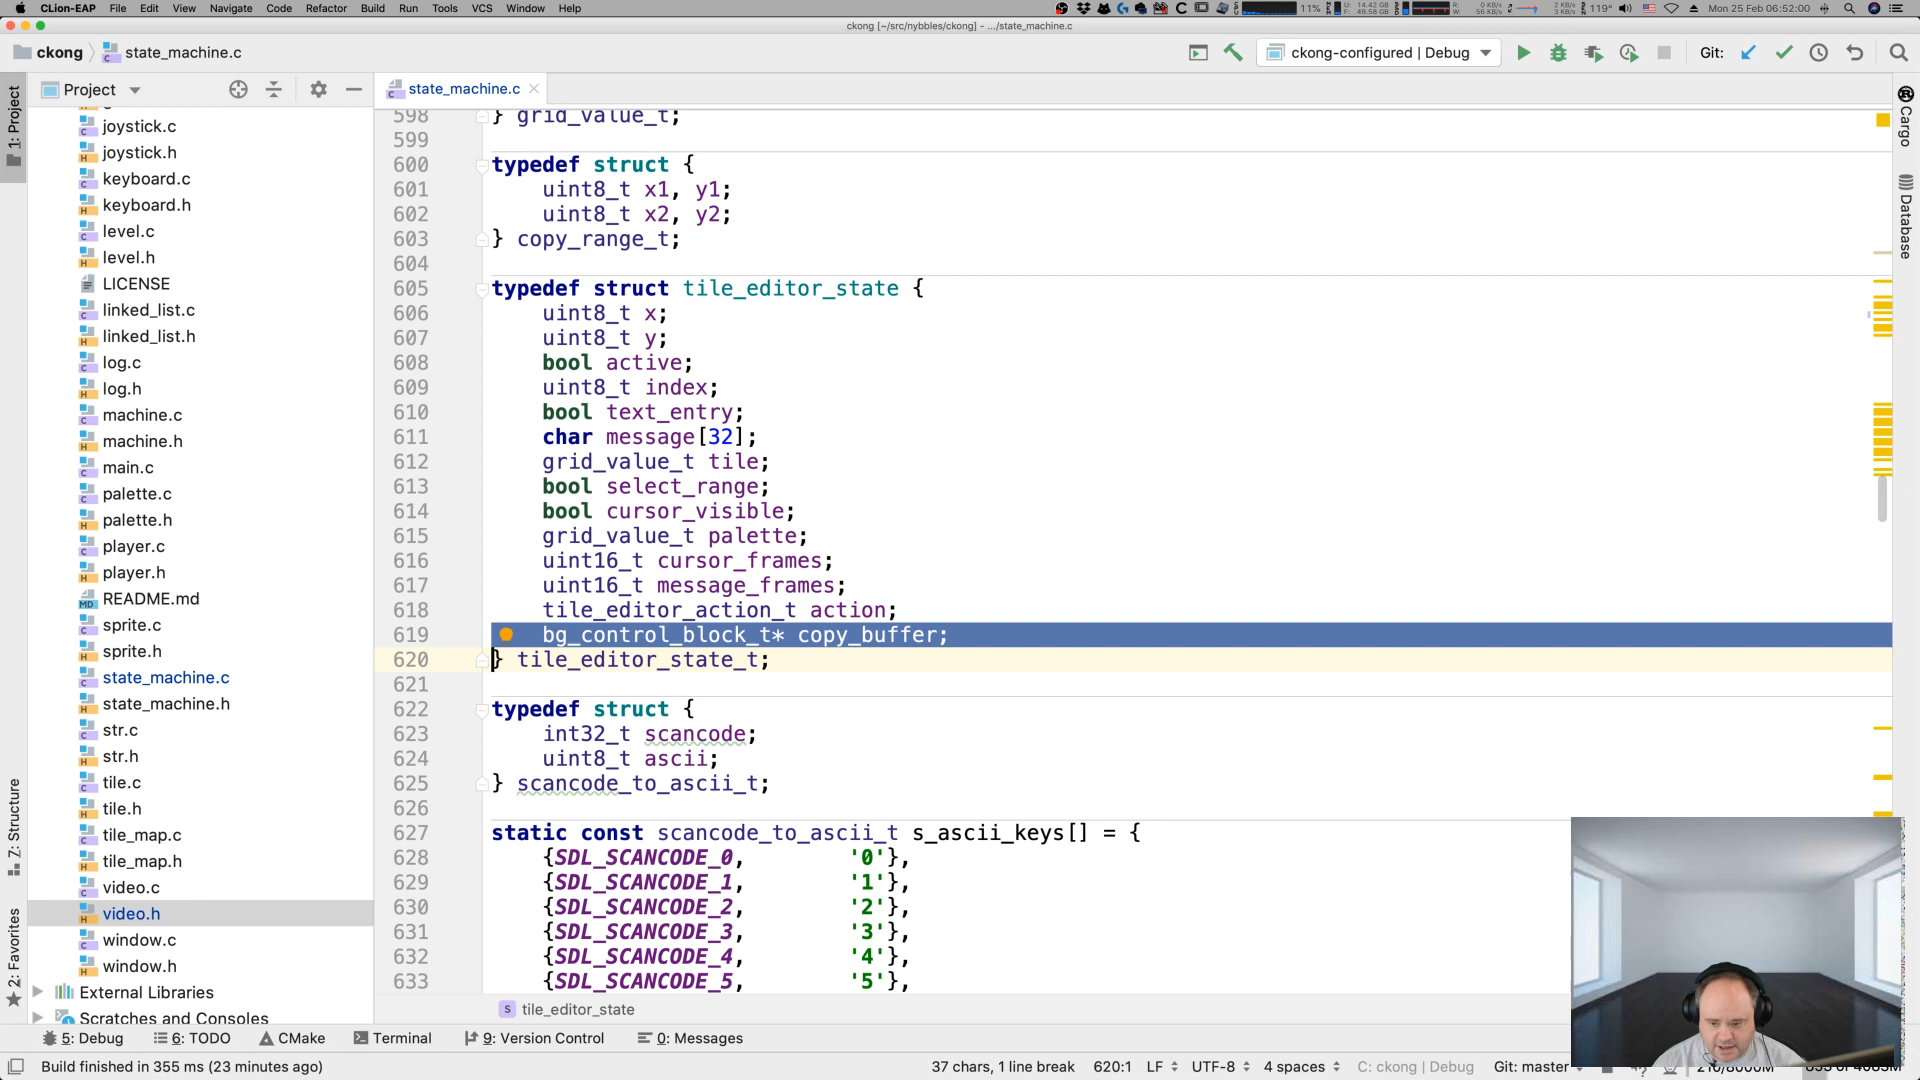 CLion-EAP File Edit View Navigate Code Refactor Build Run Tools VCS Window Help
11% 119° Mon 25 Feb 06:52:00
ckong [~/src/nybbles/ckong] - .../state_machine.c
ckong state_machine.c
ckong-configured | Debug
Git:
1: Project
Project
state_machine.c
joystick.c
joystick.h
keyboard.c
keyboard.h
level.c
level.h
LICENSE
linked_list.c
linked_list.h
log.c
log.h
machine.c
machine.h
main.c
palette.c
palette.h
player.c
player.h
README.md
sprite.c
sprite.h
state_machine.c
state_machine.h
str.c
str.h
tile.c
tile.h
tile_map.c
tile_map.h
video.c
video.h
window.c
window.h
External Libraries
Scratches and Consoles
Z: Structure
2: Favorites
598 } grid_value_t;
599
600 typedef struct {
601 uint8_t x1, y1;
602 uint8_t x2, y2;
603 } copy_range_t;
604
605 typedef struct tile_editor_state {
606 uint8_t x;
607 uint8_t y;
608 bool active;
609 uint8_t index;
610 bool text_entry;
611 char message[32];
612 grid_value_t tile;
613 bool select_range;
614 bool cursor_visible;
615 grid_value_t palette;
616 uint16_t cursor_frames;
617 uint16_t message_frames;
618 tile_editor_action_t action;
619 bg_control_block_t* copy_buffer;
620 } tile_editor_state_t;
621
622 typedef struct {
623 int32_t scancode;
624 uint8_t ascii;
625 } scancode_to_ascii_t;
626
627 static const scancode_to_ascii_t s_ascii_keys[] = {
628 {SDL_SCANCODE_0, '0'},
629 {SDL_SCANCODE_1, '1'},
630 {SDL_SCANCODE_2, '2'},
631 {SDL_SCANCODE_3, '3'},
632 {SDL_SCANCODE_4, '4'},
633 {SDL_SCANCODE_5, '5'},
tile_editor_state
Cargo
Database
5: Debug 6: TODO CMake Terminal 9: Version Control 0: Messages
Build finished in 355 ms (23 minutes ago) 37 chars, 1 line break 620:1 LF UTF-8 4 spaces C: ckong | Debug Git: master